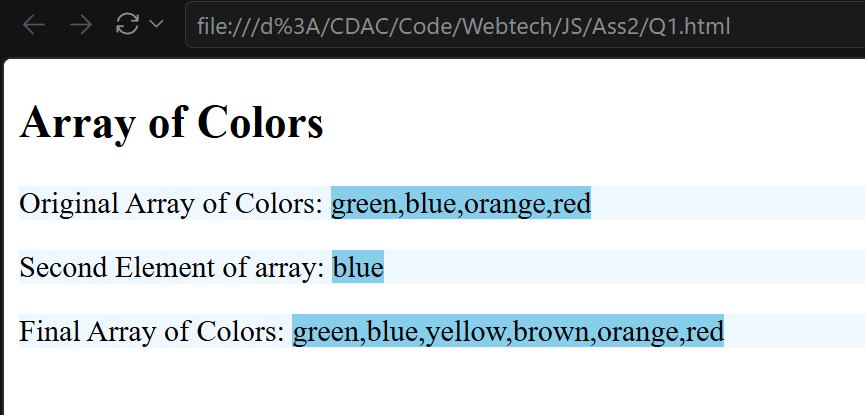 file:///d%3A/CDAC/Code/Webtech/JS/Ass2/Q1.html
Array of Colors
Original Array of Colors: green,blue,orange,red
Second Element of array: blue
Final Array of Colors: green,blue,yellow,brown,orange,red